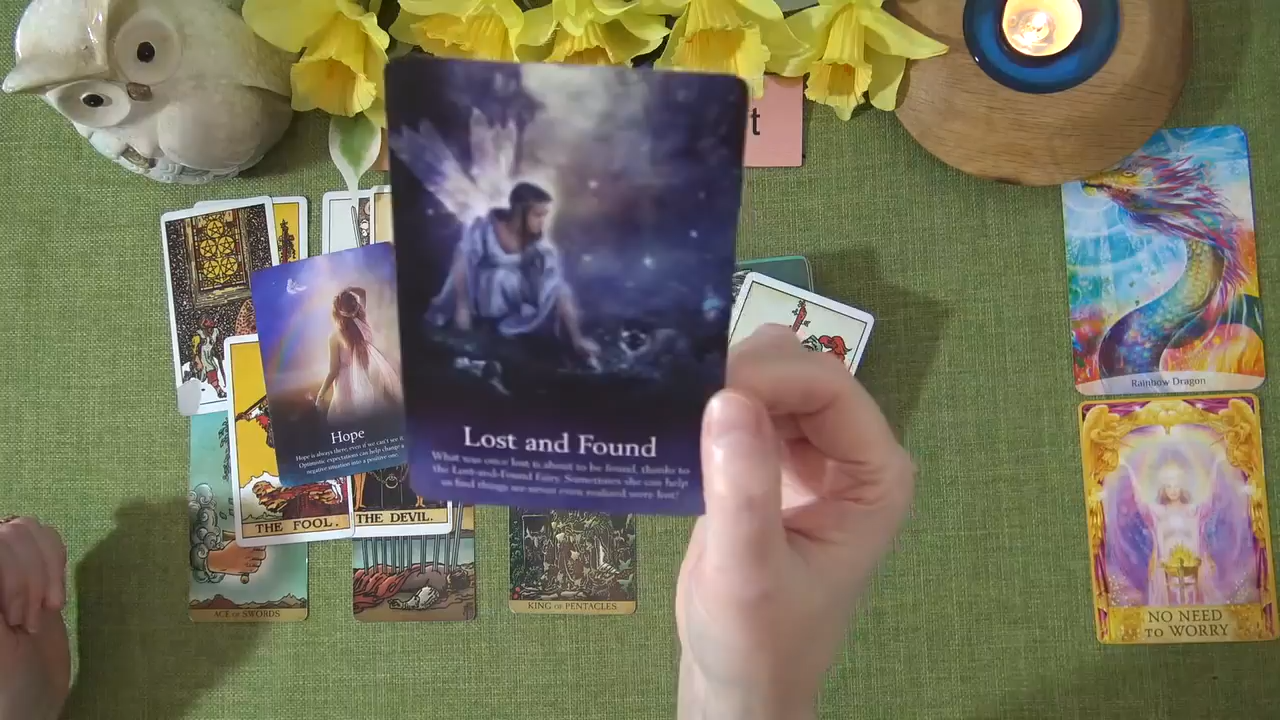 t
Rainbow Dragon
Hope
Hope is always there, even if we can't see it.
Optimistic expectations can help change a
negative situation into a positive one.
Lost and Found
What was once lost is about to be found, thanks to
the Lost-and-Found Fairy. Sometimes she can help
us find things we never even realized were lost!
THE FOOL.
THE DEVIL.
ACE OF SWORDS
KING OF PENTACLES
NO NEED
TO WORRY